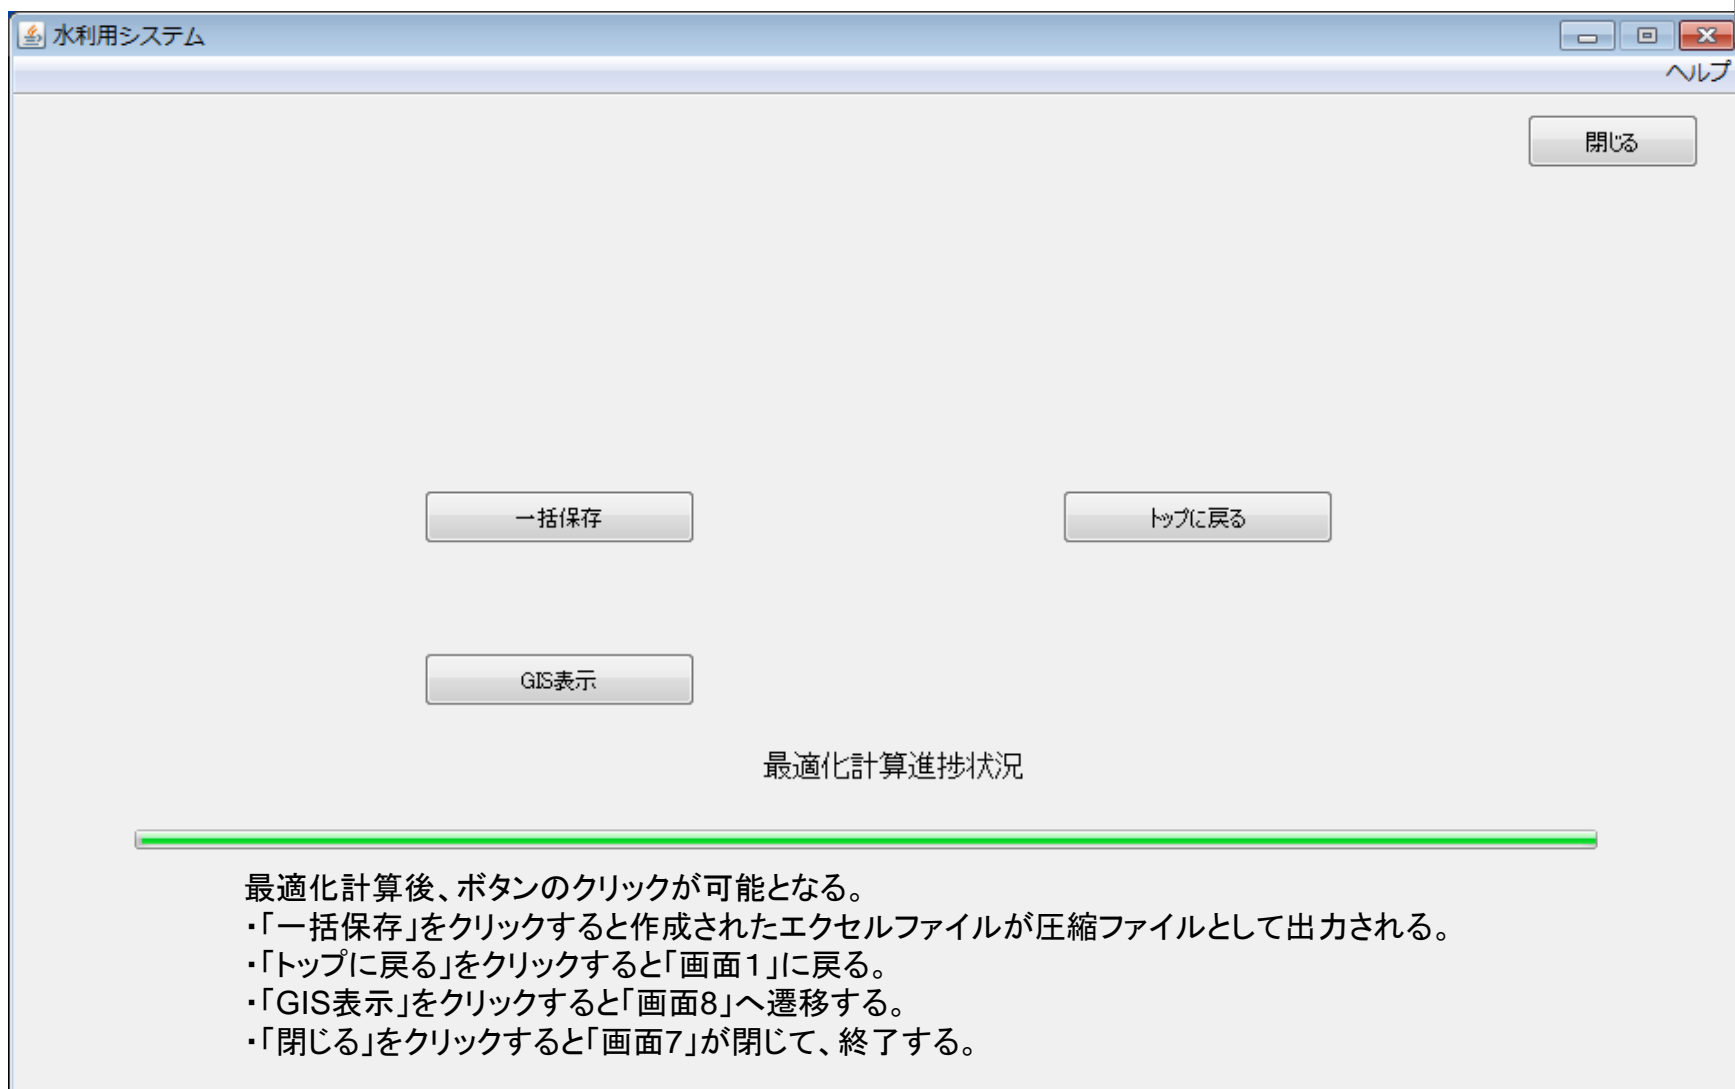 水利用システム
ヘルプ
閉じる
一括保存
トップに戻る
GIS表示
最適化計算進捗状況
最適化計算後、ボタンのクリックが可能となる。
・「一括保存」をクリックすると作成されたエクセルファイルが圧縮ファイルとして出力される。
・「トップに戻る」をクリックすると「画面１」に戻る。
・「GIS表示」をクリックすると「画面8」へ遷移する。
・「閉じる」をクリックすると「画面7」が閉じて、終了する。